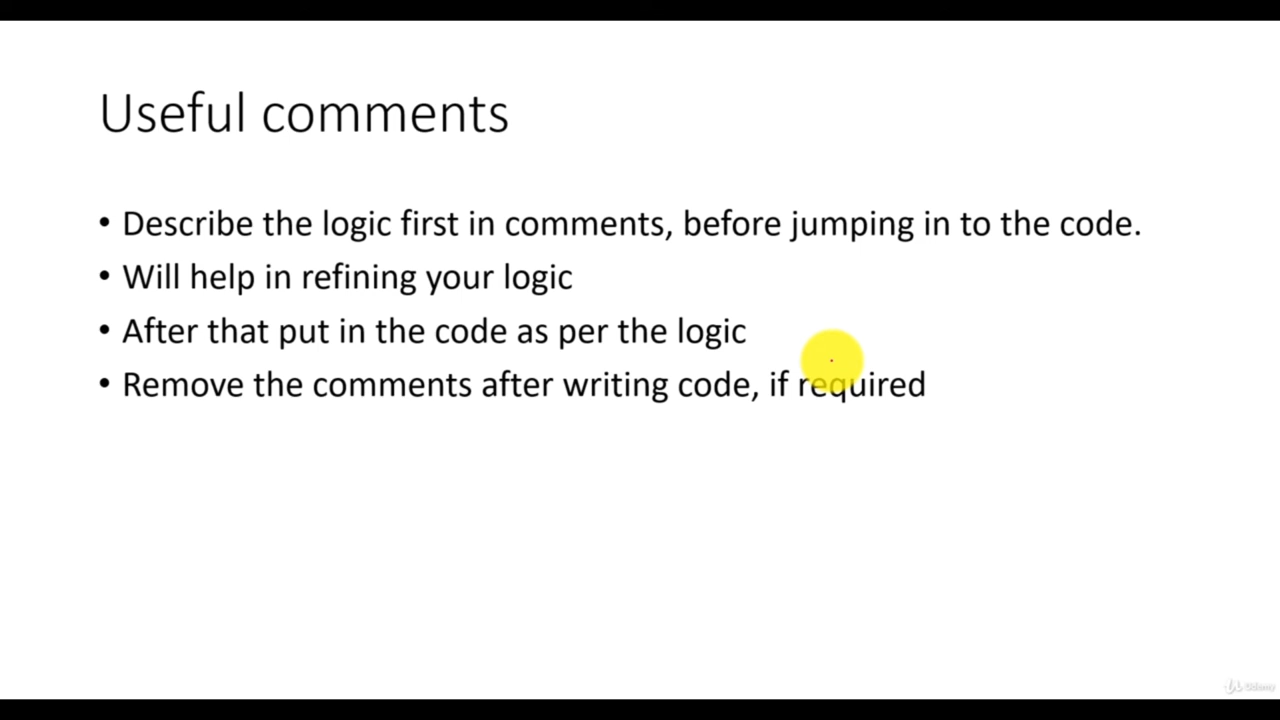 Useful comments
• Describe the logic first in comments, before jumping in to the code.
• Will help in refining your logic
• After that put in the code as per the logic
• Remove the comments after writing code, if required
Udemy